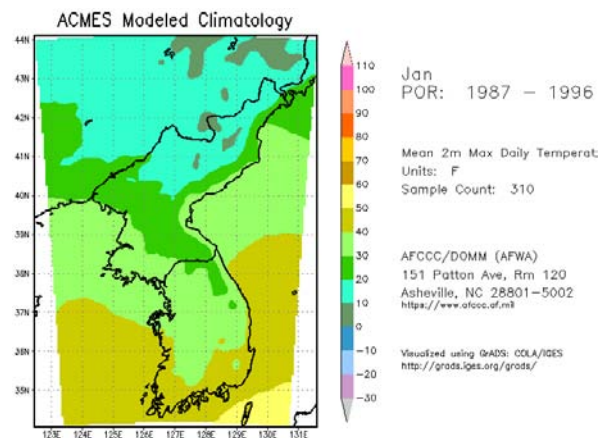 ACMES Modeled Climatology
44N
43N
42N
41N
40N
39N
38N
37N
36N
35N
123E 124E 125E 126E 127E 128E 129E 130E 131E
110
100
90
80
70
60
50
40
30
20
10
0
-10
-20
-30
Jan
POR: 1987 - 1996
Mean 2m Max Daily Temperat
Units: F
Sample Count: 310
AFCCC/DOMM (AFWA)
151 Patton Ave, Rm 120
Asheville, NC 28801-5002
https://www.afccc.af.mil
Visualized using GrADS: COLA/IGES
http://grads.iges.org/grads/